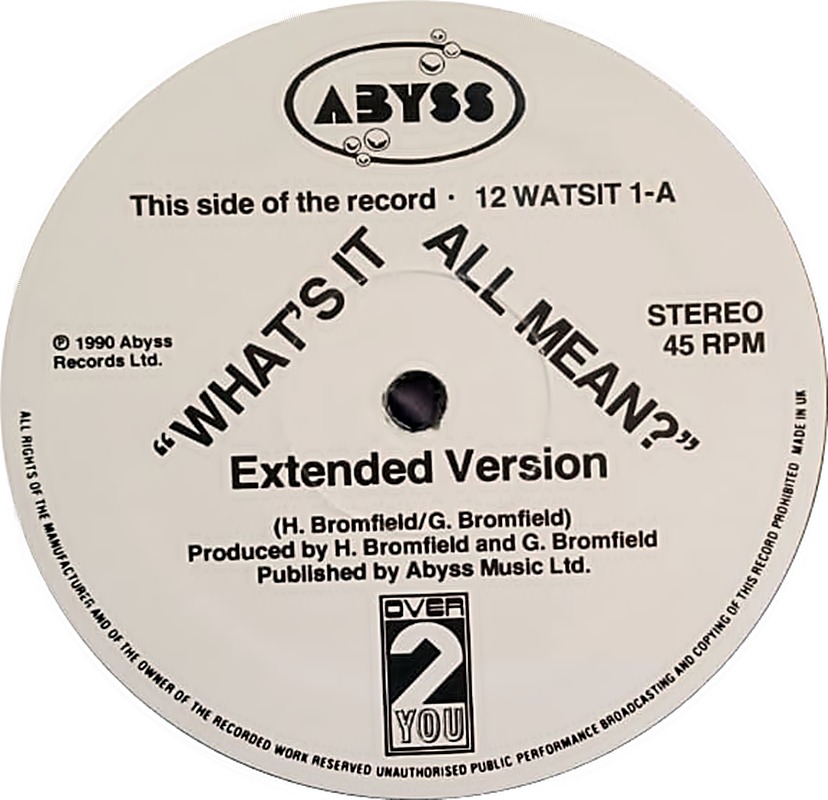 ABYSS
This side of the record · 12 WATSIT 1-A
“WHAT'S IT ALL MEAN?”
STEREO
45 RPM
℗ 1990 Abyss
Records Ltd.
Extended Version
(H. Bromfield/G. Bromfield)
Produced by H. Bromfield and G. Bromfield
Published by Abyss Music Ltd.
OVER
2
YOU
ALL RIGHTS OF THE MANUFACTURER AND OF THE OWNER OF THE RECORDED WORK RESERVED UNAUTHORISED PUBLIC PERFORMANCE BROADCASTING AND COPYING OF THIS RECORD PROHIBITED MADE IN UK